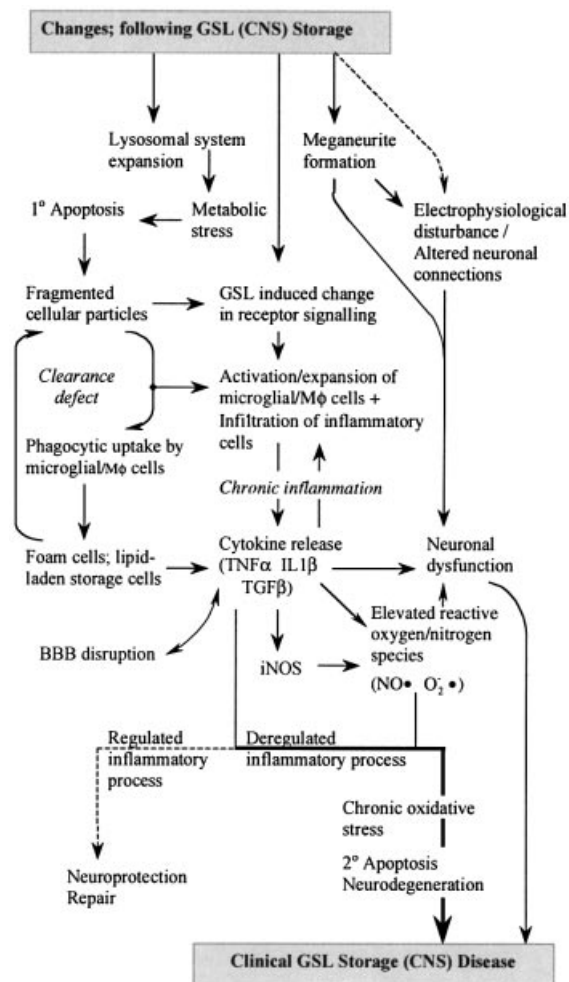 Changes; following GSL (CNS) Storage
Lysosomal system
expansion
Meganeurite
formation
1° Apoptosis
Metabolic
stress
Electrophysiological
disturbance /
Altered neuronal
connections
Fragmented
cellular particles
GSL induced change
in receptor signalling
Clearance
defect
Activation/expansion of
microglial/Mφ cells +
Infiltration of inflammatory
cells
Phagocytic uptake by
microglial/Mφ cells
Chronic inflammation
Foam cells; lipid-
laden storage cells
Cytokine release
(TNFα IL1β
TGFβ)
Neuronal
dysfunction
BBB disruption
iNOS
Elevated reactive
oxygen/nitrogen
species
(NO• O₂⁻•)
Regulated
inflammatory
process
Deregulated
inflammatory process
Chronic oxidative
stress
Neuroprotection
Repair
2° Apoptosis
Neurodegeneration
Clinical GSL Storage (CNS) Disease